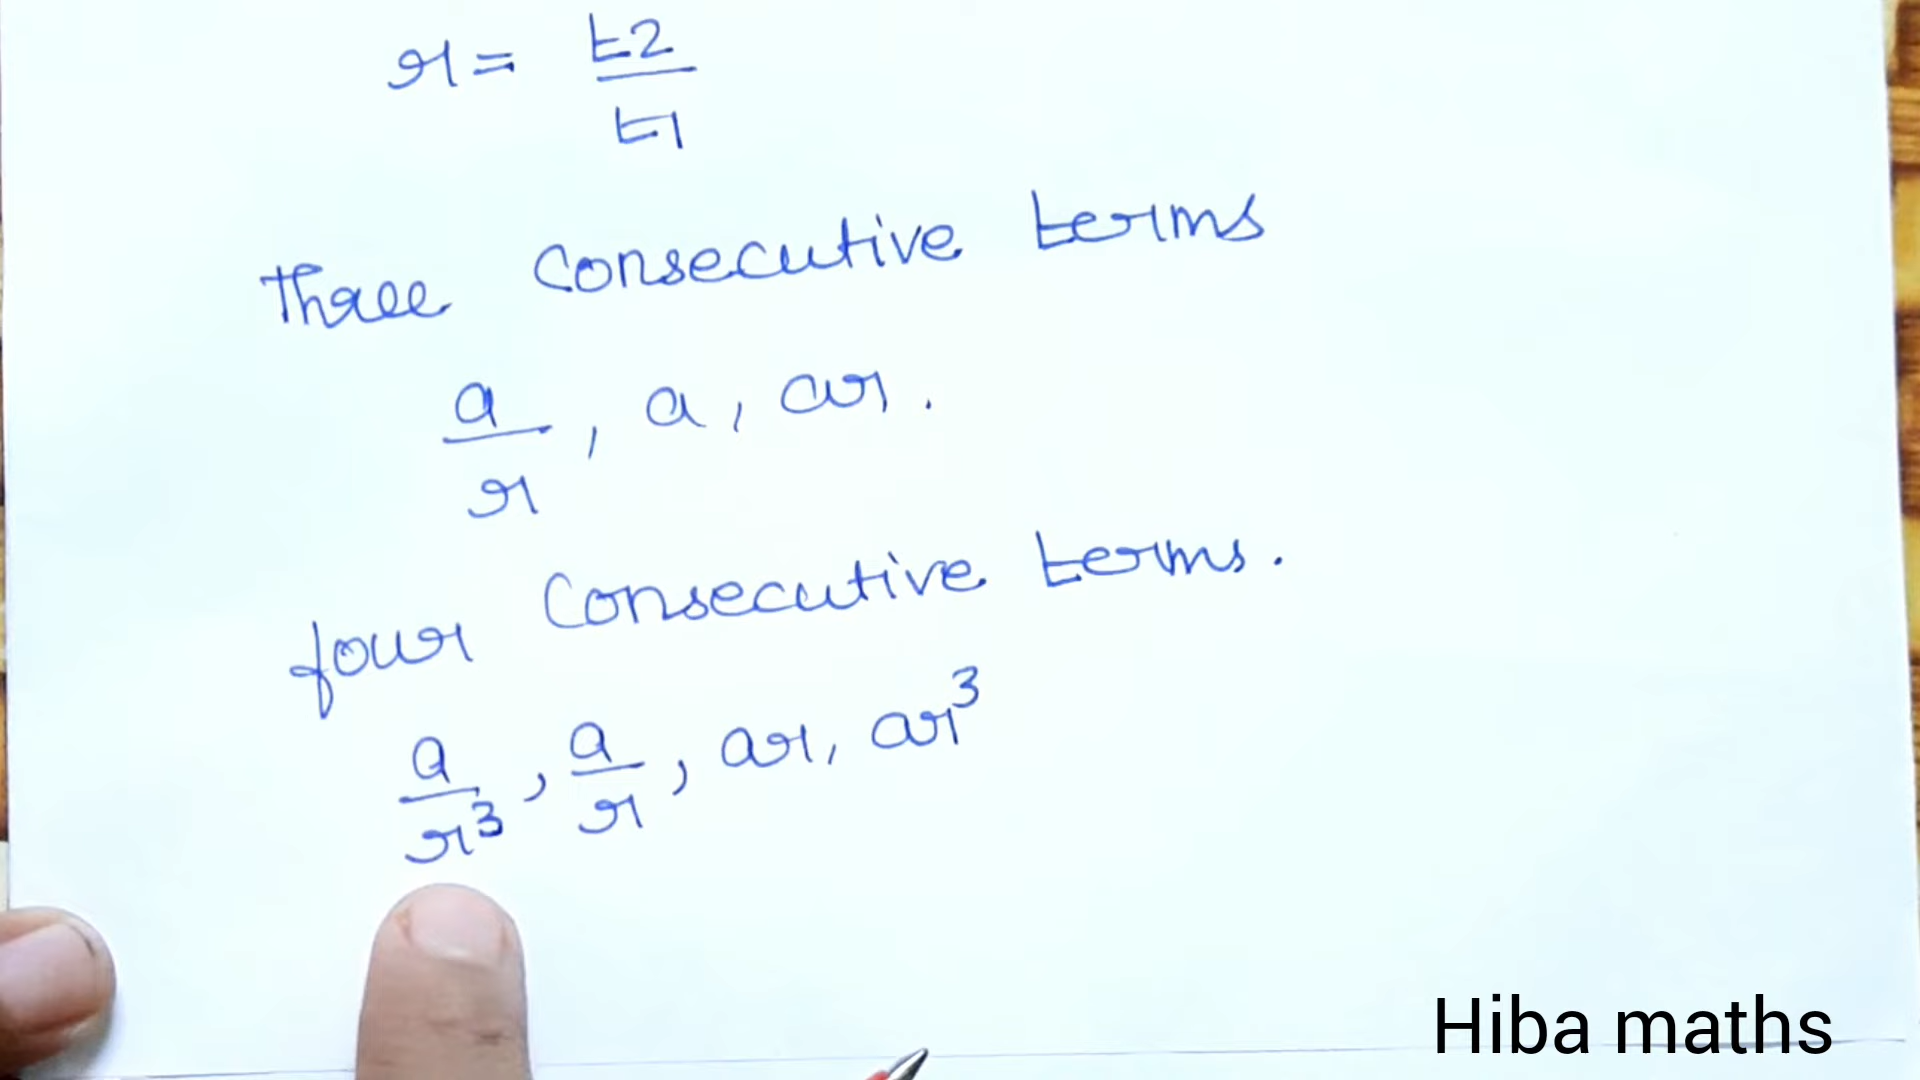 r = t2/t1
Three consecutive terms
a/r, a, ar.
four consecutive terms.
a/r³, a/r, ar, ar³
Hiba maths